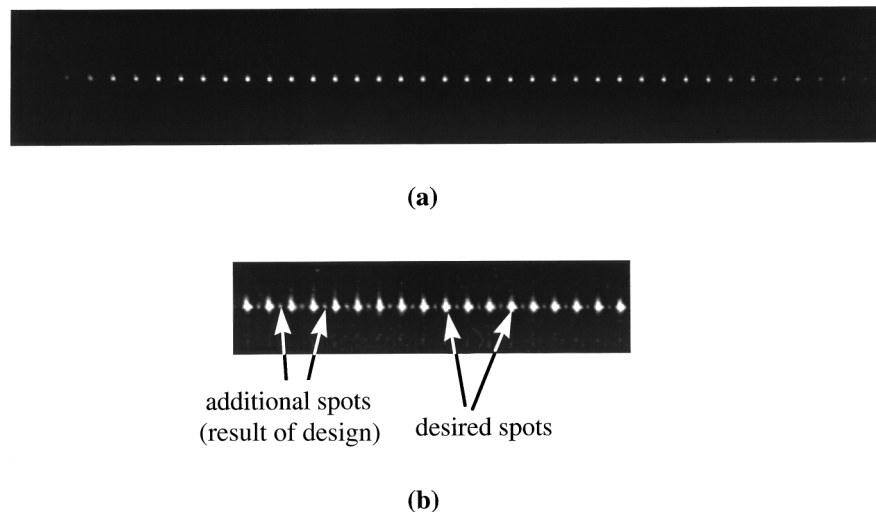 (a)
additional spots
(result of design)
desired spots
(b)